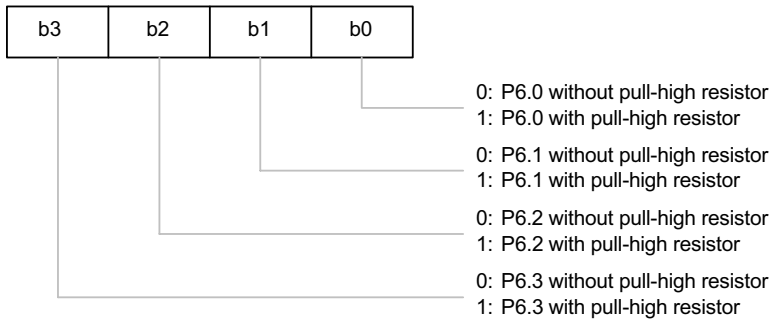 b3 b2 b1 b0
0: P6.0 without pull-high resistor
1: P6.0 with pull-high resistor
0: P6.1 without pull-high resistor
1: P6.1 with pull-high resistor
0: P6.2 without pull-high resistor
1: P6.2 with pull-high resistor
0: P6.3 without pull-high resistor
1: P6.3 with pull-high resistor